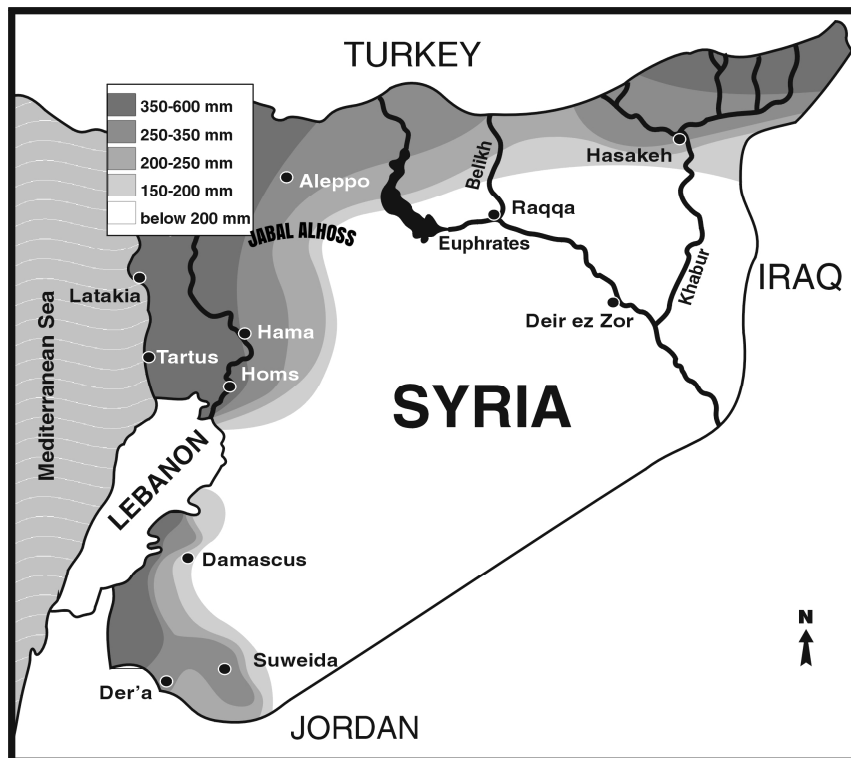 TURKEY
350-600 mm
250-350 mm
200-250 mm
150-200 mm
below 200 mm
Aleppo
JABAL ALHOSS
Belikh
Hasakeh
Raqqa
Euphrates
Khabur
IRAQ
Latakia
Deir ez Zor
Hama
Tartus
Homs
Mediterranean Sea
SYRIA
LEBANON
Damascus
N
Suweida
Der'a
JORDAN